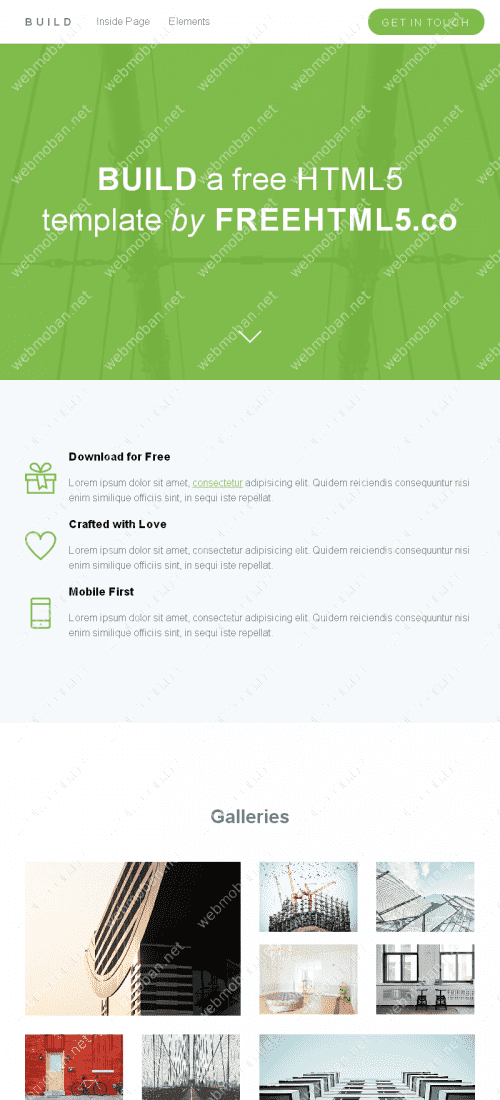 BUILD Inside Page Elements GET IN TOUCH
BUILD a free HTML5
template by FREEHTML5.co
Download for Free
Lorem ipsum dolor sit amet, consectetur adipisicing elit. Quidem reiciendis consequuntur nisi
enim similique officiis sint, in sequi iste repellat.
Crafted with Love
Lorem ipsum dolor sit amet, consectetur adipisicing elit. Quidem reiciendis consequuntur nisi
enim similique officiis sint, in sequi iste repellat.
Mobile First
Lorem ipsum dolor sit amet, consectetur adipisicing elit. Quidem reiciendis consequuntur nisi
enim similique officiis sint, in sequi iste repellat.
Galleries
webmoban.net